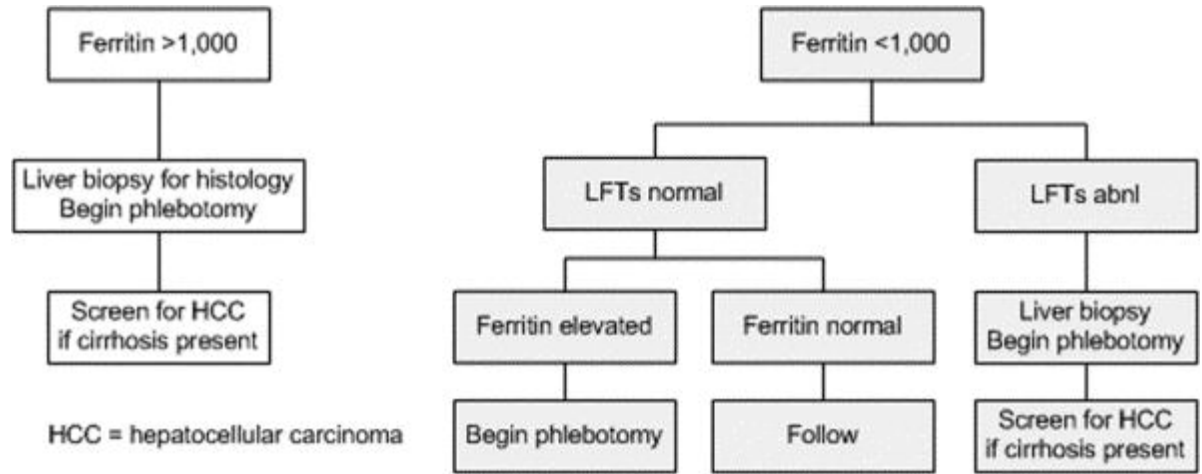 Ferritin >1,000
Liver biopsy for histology
Begin phlebotomy
Screen for HCC
if cirrhosis present
HCC = hepatocellular carcinoma
Ferritin <1,000
LFTs normal
LFTs abnl
Ferritin elevated
Ferritin normal
Liver biopsy
Begin phlebotomy
Begin phlebotomy
Follow
Screen for HCC
if cirrhosis present